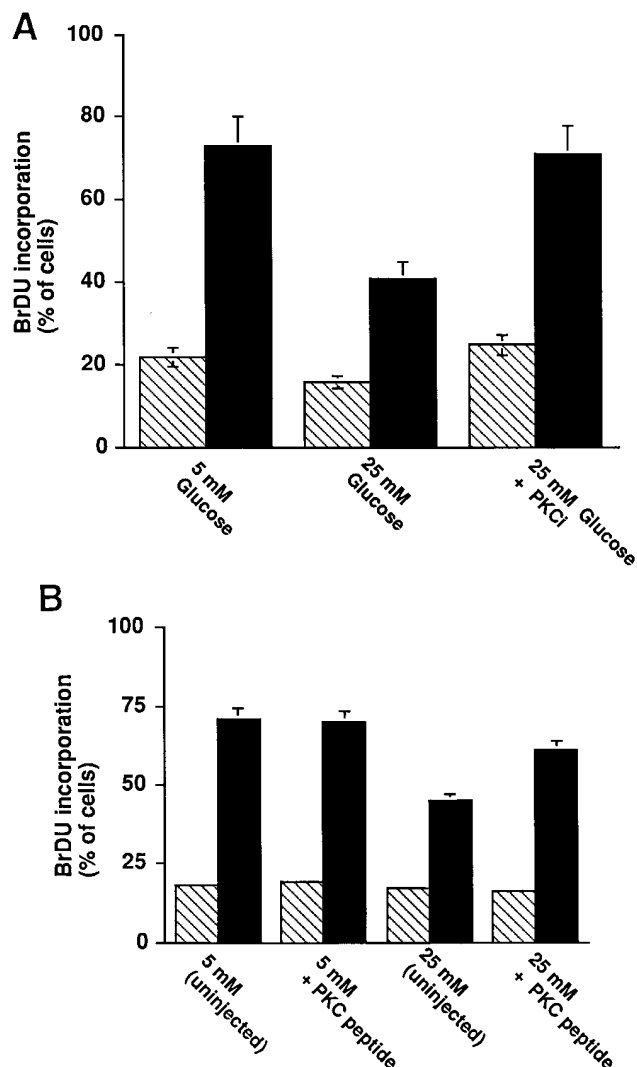 A
100
80
60
40
20
0
BrDU incorporation
(% of cells)
5 mM
Glucose
25 mM
Glucose
25 mM Glucose
+ PKCi
B
100
75
50
25
0
BrDU incorporation
(% of cells)
5 mM
(uninjected)
5 mM
+ PKC peptide
25 mM
(uninjected)
25 mM
+ PKC peptide